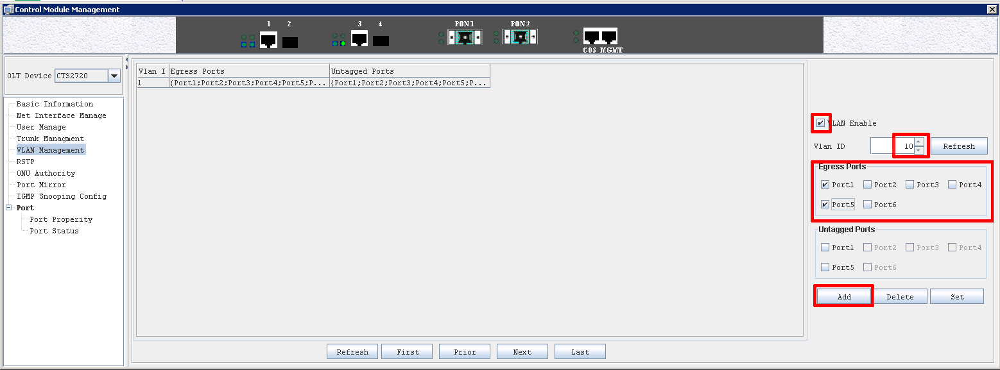 Control Module Management
1 2 3 4 PON1 PON2
COS MGMT
OLT Device CTS2720
Basic Information
Net Interface Manage
User Manage
Trunk Managment
VLAN Management
RSTP
ONU Authority
Port Mirror
IGMP Snooping Config
Port
Port Properity
Port Status
Vlan I Egress Ports Untagged Ports
1 {Port1;Port2;Port3;Port4;Port5;P... {Port1;Port2;Port3;Port4;Port5;P...
VLAN Enable
Vlan ID 10 Refresh
Egress Ports
Port1 Port2 Port3 Port4
Port5 Port6
Untagged Ports
Port1 Port2 Port3 Port4
Port5 Port6
Add Delete Set
Refresh First Prior Next Last